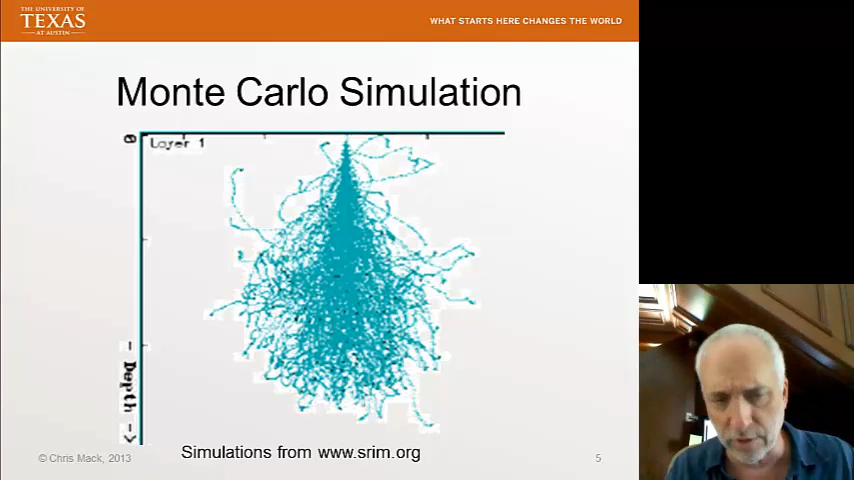 THE UNIVERSITY OF
TEXAS
AT AUSTIN
WHAT STARTS HERE CHANGES THE WORLD
Monte Carlo Simulation
0
Layer 1
- Depth ->
Simulations from www.srim.org
© Chris Mack, 2013
5